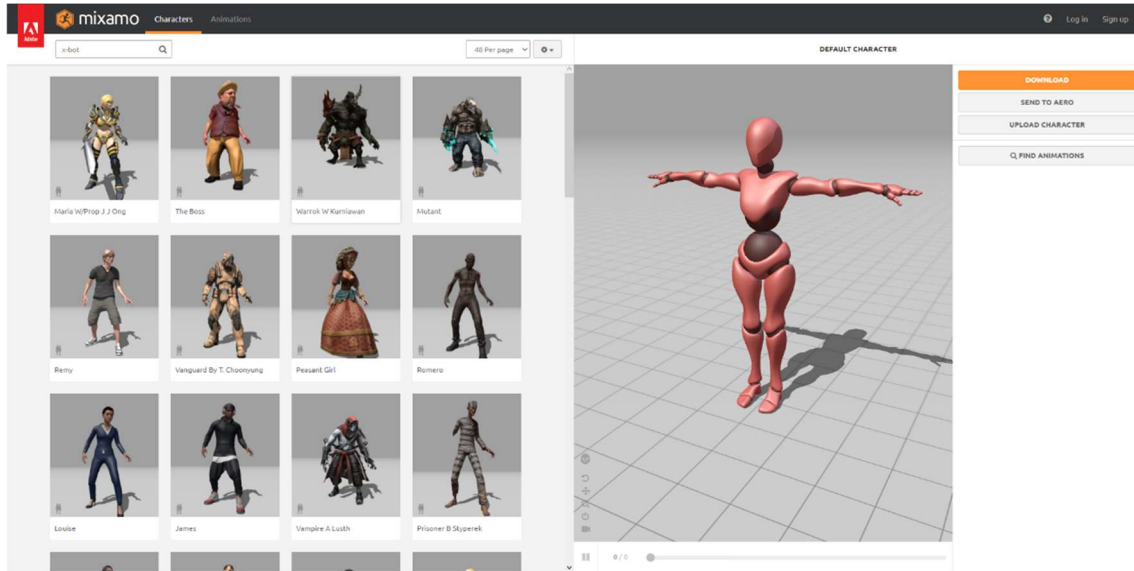 Adobe
mixamo Characters Animations
Log in Sign up
x-bot
48 Per page
DEFAULT CHARACTER
DOWNLOAD
SEND TO AERO
UPLOAD CHARACTER
FIND ANIMATIONS
Maria W/Prop J J Ong
The Boss
Warrok W Kurniawan
Mutant
Remy
Vanguard By T. Choonyung
Peasant Girl
Romero
Louise
James
Vampire A Lusth
Prisoner B Styperek
0 / 0